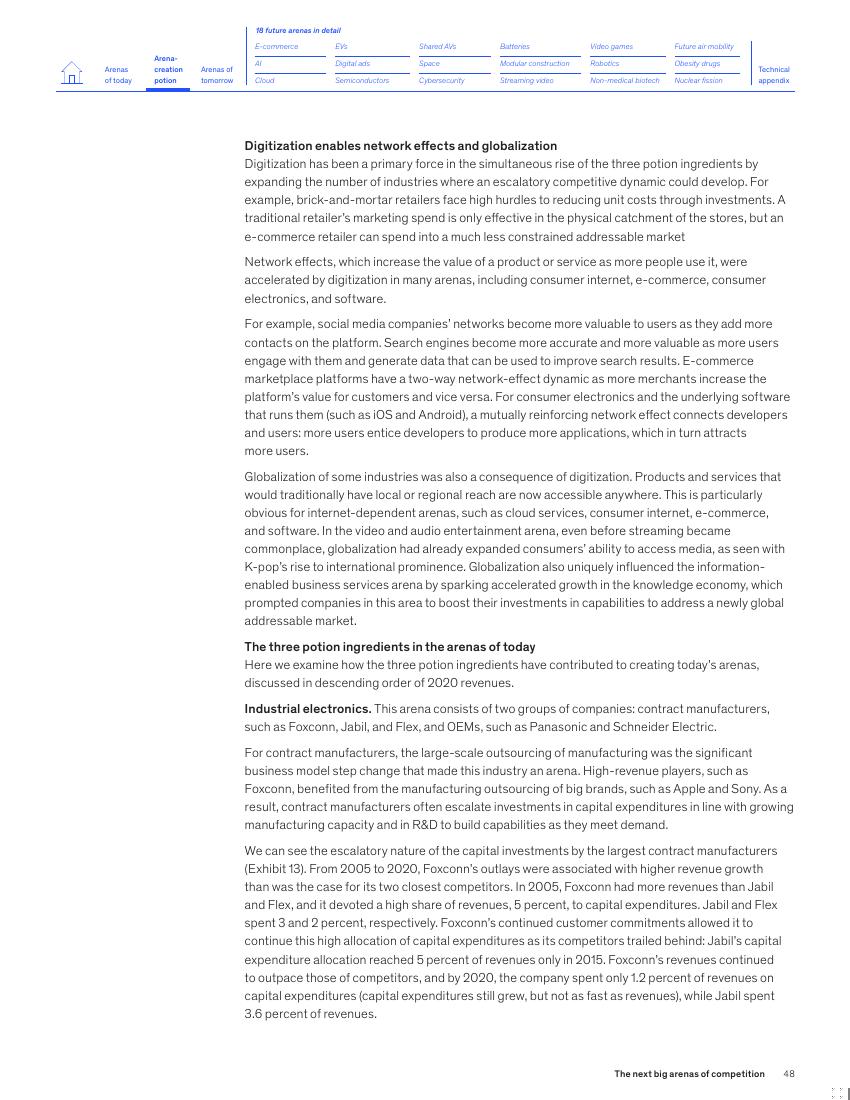 18 future arenas in detail
Arenas
of today
Arena-
creation
potion
Arenas of
tomorrow
E-commerce
EVs
Shared AVs
Batteries
Video games
Future air mobility
AI
Digital ads
Space
Modular construction
Robotics
Obesity drugs
Cloud
Semiconductors
Cybersecurity
Streaming video
Non-medical biotech
Nuclear fission
Technical
appendix
Digitization enables network effects and globalization
Digitization has been a primary force in the simultaneous rise of the three potion ingredients by
expanding the number of industries where an escalatory competitive dynamic could develop. For
example, brick-and-mortar retailers face high hurdles to reducing unit costs through investments. A
traditional retailer's marketing spend is only effective in the physical catchment of the stores, but an
e-commerce retailer can spend into a much less constrained addressable market
Network effects, which increase the value of a product or service as more people use it, were
accelerated by digitization in many arenas, including consumer internet, e-commerce, consumer
electronics, and software.
For example, social media companies' networks become more valuable to users as they add more
contacts on the platform. Search engines become more accurate and more valuable as more users
engage with them and generate data that can be used to improve search results. E-commerce
marketplace platforms have a two-way network-effect dynamic as more merchants increase the
platform's value for customers and vice versa. For consumer electronics and the underlying software
that runs them (such as iOS and Android), a mutually reinforcing network effect connects developers
and users: more users entice developers to produce more applications, which in turn attracts
more users.
Globalization of some industries was also a consequence of digitization. Products and services that
would traditionally have local or regional reach are now accessible anywhere. This is particularly
obvious for internet-dependent arenas, such as cloud services, consumer internet, e-commerce,
and software. In the video and audio entertainment arena, even before streaming became
commonplace, globalization had already expanded consumers' ability to access media, as seen with
K-pop's rise to international prominence. Globalization also uniquely influenced the information-
enabled business services arena by sparking accelerated growth in the knowledge economy, which
prompted companies in this area to boost their investments in capabilities to address a newly global
addressable market.
The three potion ingredients in the arenas of today
Here we examine how the three potion ingredients have contributed to creating today's arenas,
discussed in descending order of 2020 revenues.
Industrial electronics. This arena consists of two groups of companies: contract manufacturers,
such as Foxconn, Jabil, and Flex, and OEMs, such as Panasonic and Schneider Electric.
For contract manufacturers, the large-scale outsourcing of manufacturing was the significant
business model step change that made this industry an arena. High-revenue players, such as
Foxconn, benefited from the manufacturing outsourcing of big brands, such as Apple and Sony. As a
result, contract manufacturers often escalate investments in capital expenditures in line with growing
manufacturing capacity and in R&D to build capabilities as they meet demand.
We can see the escalatory nature of the capital investments by the largest contract manufacturers
(Exhibit 13). From 2005 to 2020, Foxconn's outlays were associated with higher revenue growth
than was the case for its two closest competitors. In 2005, Foxconn had more revenues than Jabil
and Flex, and it devoted a high share of revenues, 5 percent, to capital expenditures. Jabil and Flex
spent 3 and 2 percent, respectively. Foxconn's continued customer commitments allowed it to
continue this high allocation of capital expenditures as its competitors trailed behind: Jabil's capital
expenditure allocation reached 5 percent of revenues only in 2015. Foxconn's revenues continued
to outpace those of competitors, and by 2020, the company spent only 1.2 percent of revenues on
capital expenditures (capital expenditures still grew, but not as fast as revenues), while Jabil spent
3.6 percent of revenues.
The next big arenas of competition 48